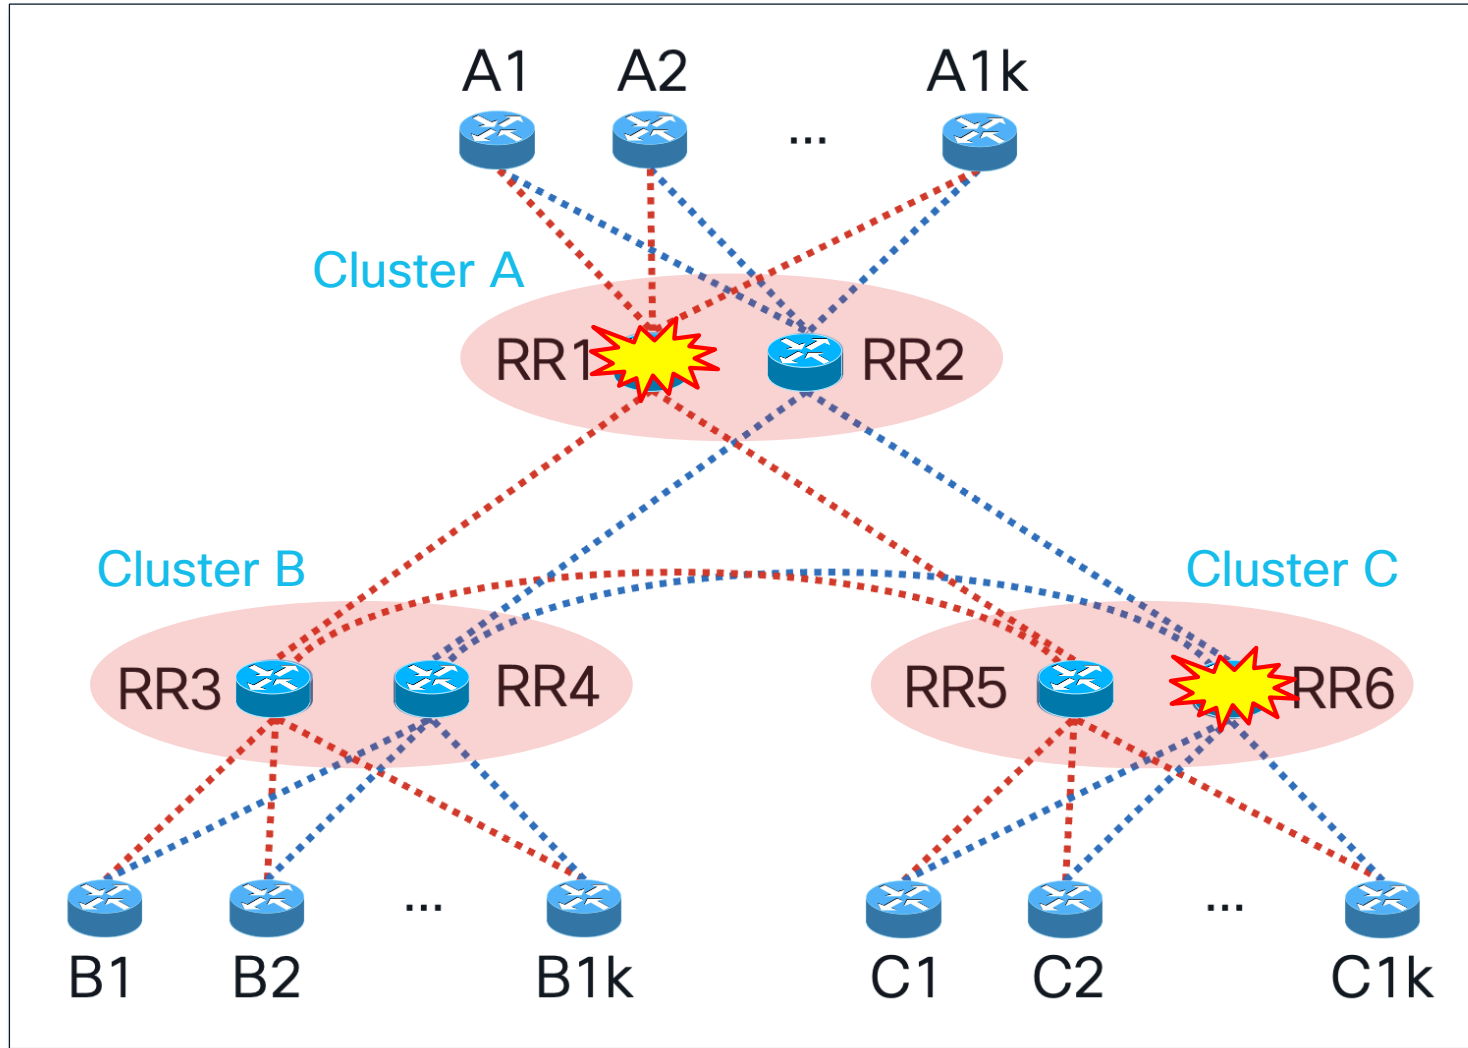 A1 A2 ... A1k
Cluster A
RR1 RR2
Cluster B Cluster C
RR3 RR4 RR5 RR6
... ...
B1 B2 B1k C1 C2 C1k